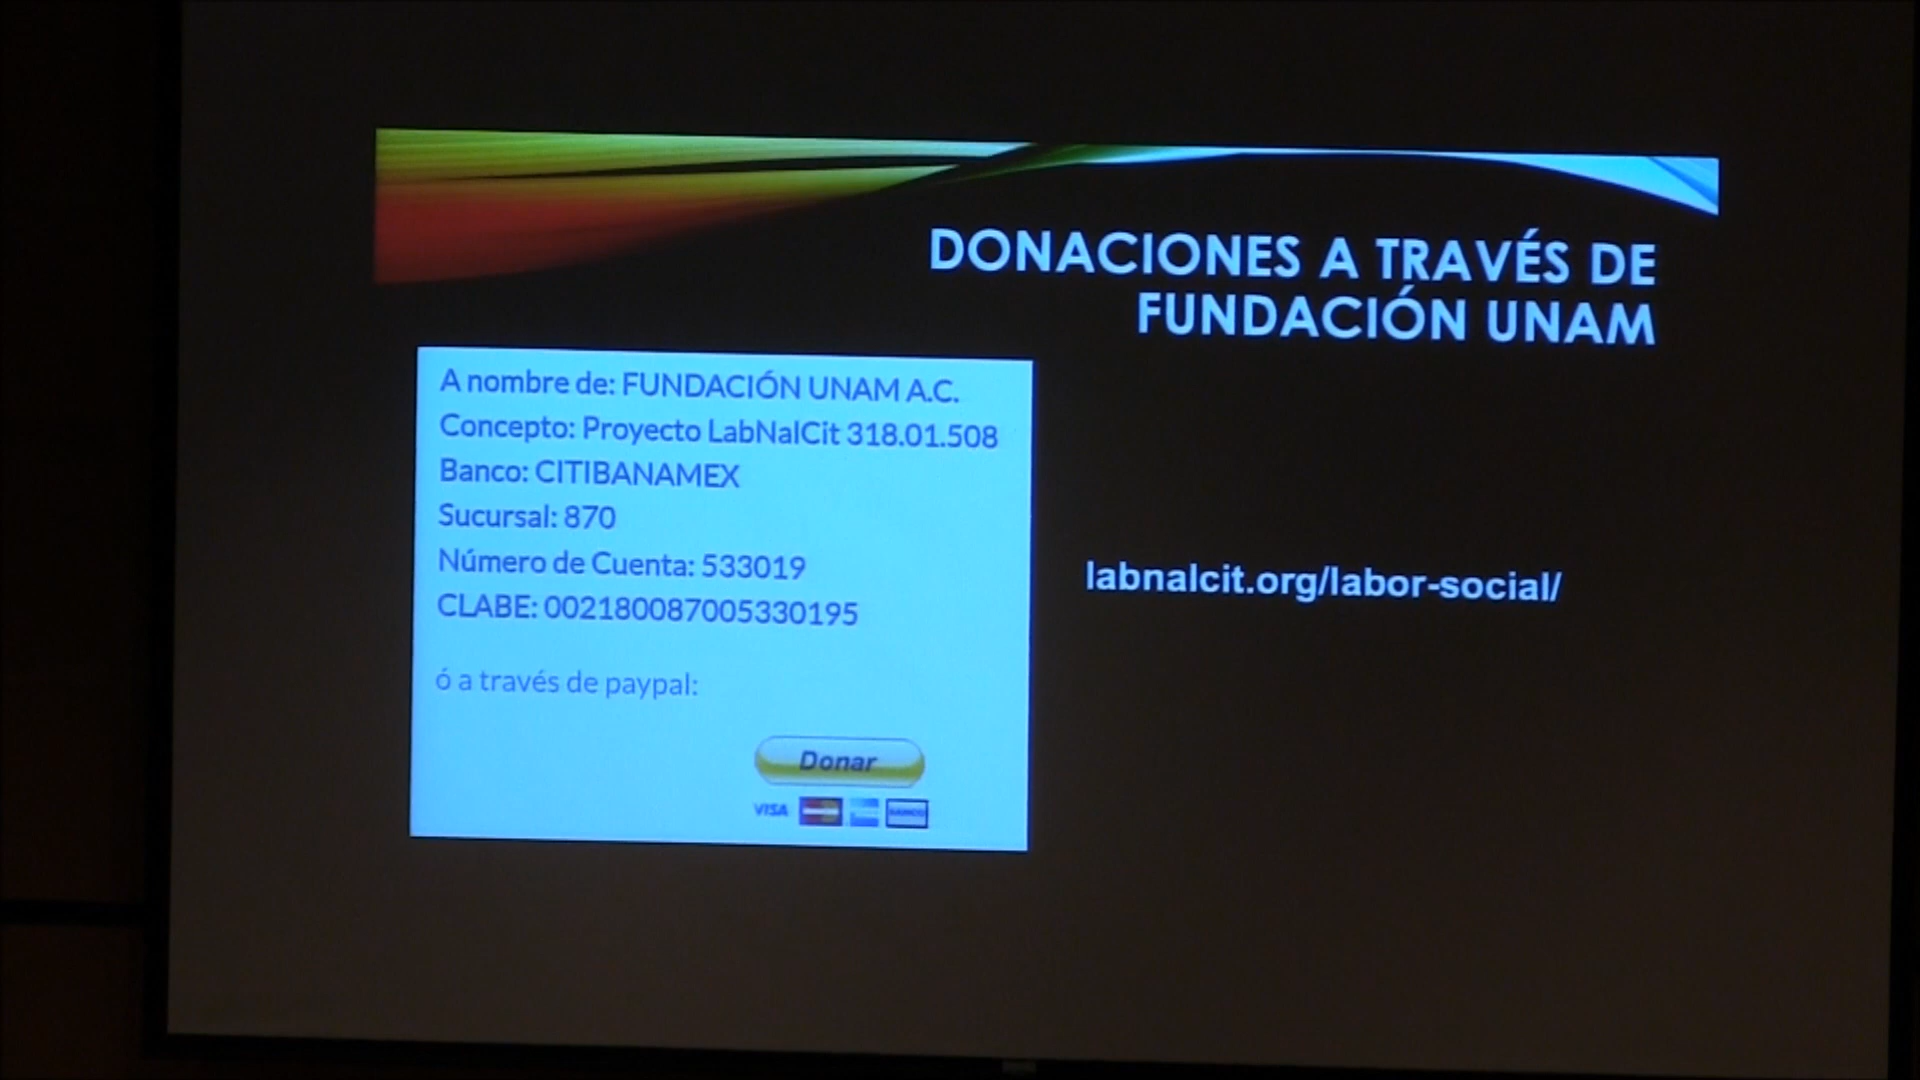 DONACIONES A TRAVÉS DE
FUNDACIÓN UNAM
A nombre de: FUNDACIÓN UNAM A.C.
Concepto: Proyecto LabNalCit 318.01.508
Banco: CITIBANAMEX
Sucursal: 870
Número de Cuenta: 533019
CLABE: 002180087005330195
ó a través de paypal:
Donar
VISA
labnalcit.org/labor-social/